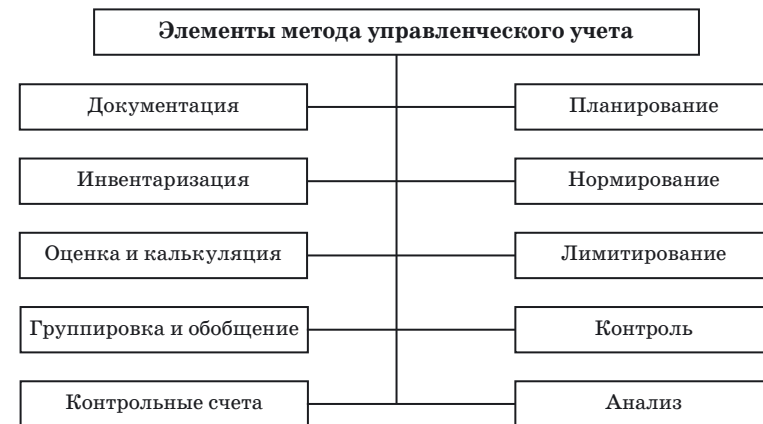 Элементы метода управленческого учета
Документация
Планирование
Инвентаризация
Нормирование
Оценка и калькуляция
Лимитирование
Группировка и обобщение
Контроль
Контрольные счета
Анализ